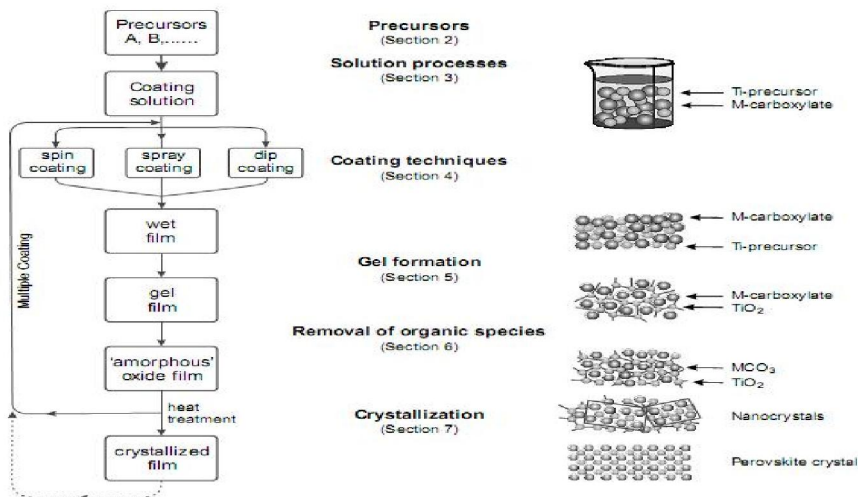 Precursors
A, B,......
Precursors
(Section 2)
Solution processes
(Section 3)
Coating
solution
Ti-precursor
M-carboxylate
spin
coating
spray
coating
dip
coating
Coating techniques
(Section 4)
wet
film
M-carboxylate
Ti-precursor
Multiple Coating
Gel formation
(Section 5)
gel
film
M-carboxylate
TiO2
Removal of organic species
(Section 6)
'amorphous'
oxide film
MCO3
TiO2
heat
treatment
Crystallization
(Section 7)
Nanocrystals
crystallized
film
Perovskite crystal